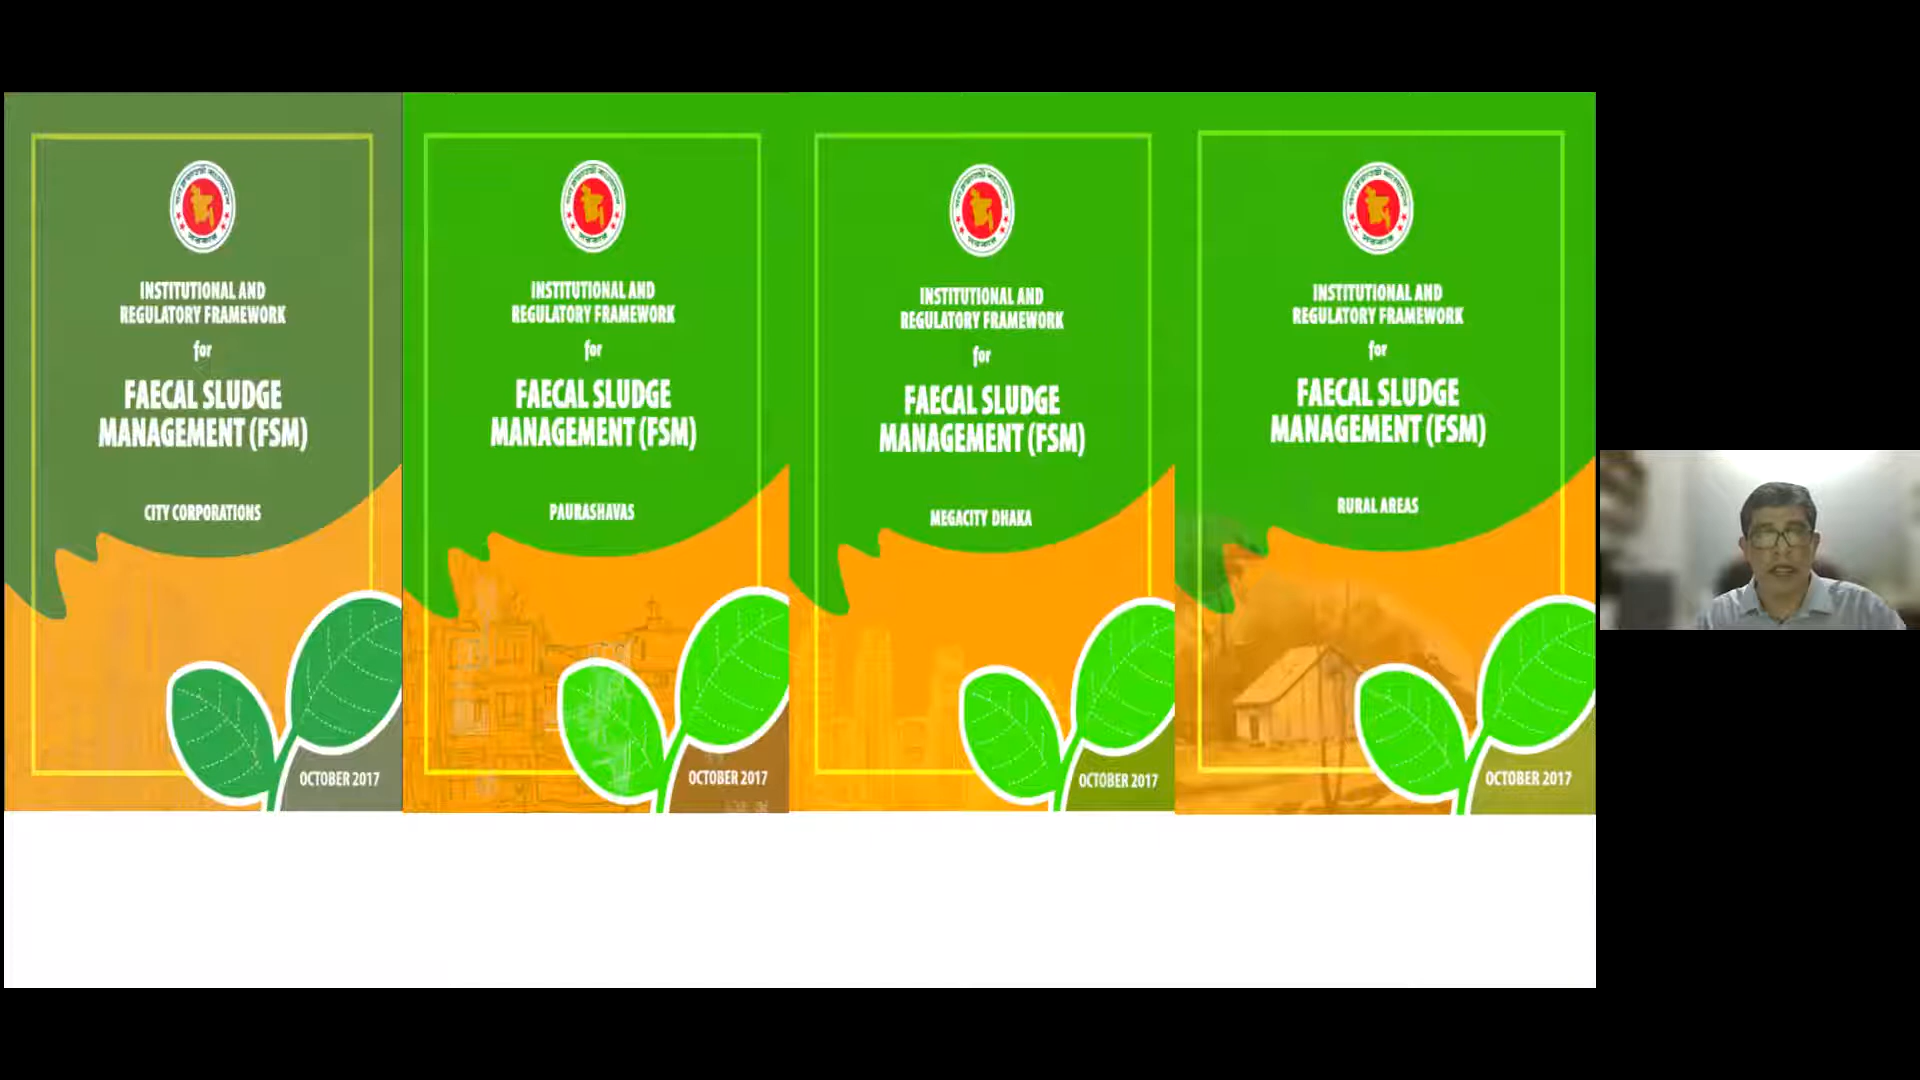 INSTITUTIONAL AND
REGULATORY FRAMEWORK
for
FAECAL SLUDGE
MANAGEMENT (FSM)
CITY CORPORATIONS
OCTOBER 2017
INSTITUTIONAL AND
REGULATORY FRAMEWORK
for
FAECAL SLUDGE
MANAGEMENT (FSM)
PAURASHAVAS
OCTOBER 2017
INSTITUTIONAL AND
REGULATORY FRAMEWORK
for
FAECAL SLUDGE
MANAGEMENT (FSM)
MEGACITY DHAKA
OCTOBER 2017
INSTITUTIONAL AND
REGULATORY FRAMEWORK
for
FAECAL SLUDGE
MANAGEMENT (FSM)
RURAL AREAS
OCTOBER 2017